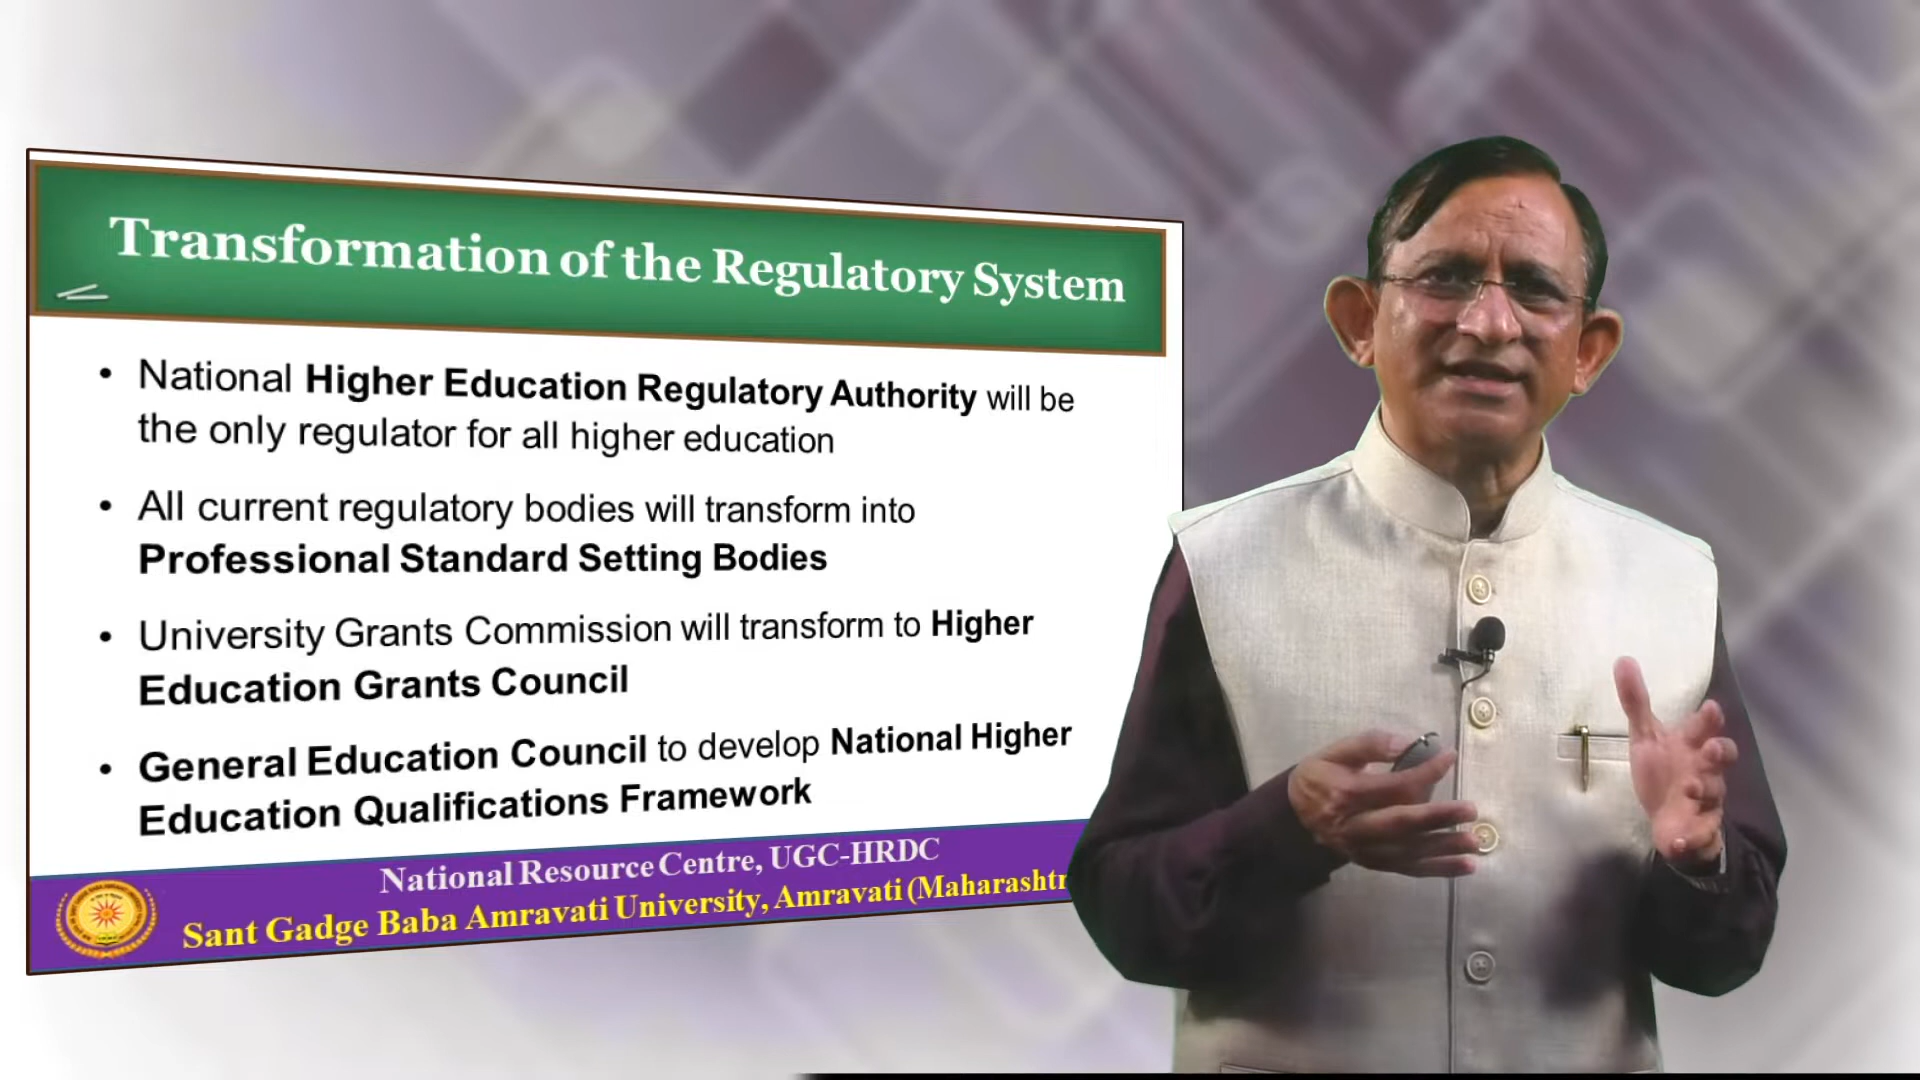 Transformation of the Regulatory System
• National Higher Education Regulatory Authority will be
the only regulator for all higher education
• All current regulatory bodies will transform into
Professional Standard Setting Bodies
• University Grants Commission will transform to Higher
Education Grants Council
• General Education Council to develop National Higher
Education Qualifications Framework
National Resource Centre, UGC-HRDC
Sant Gadge Baba Amravati University, Amravati (Maharashtr